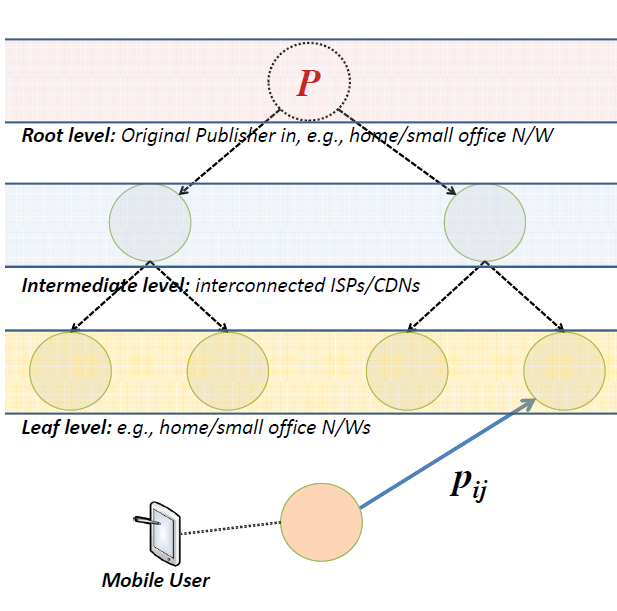 P
Root level: Original Publisher in, e.g., home/small office N/W
Intermediate level: interconnected ISPs/CDNs
Leaf level: e.g., home/small office N/Ws
pij
Mobile User